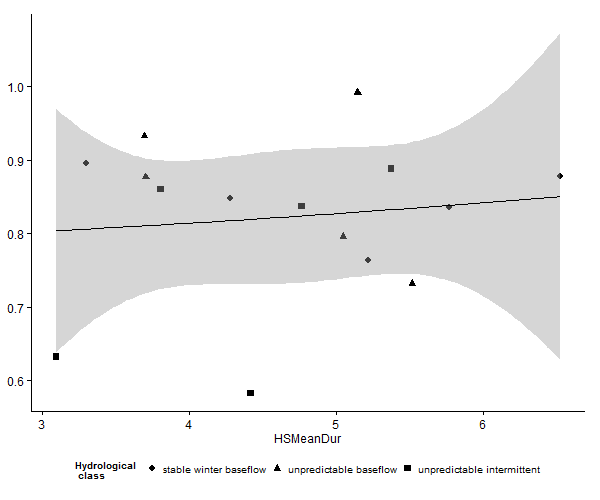 1.0
0.9
0.8
0.7
0.6
3 4 5 6
HSMeanDur
Hydrological class
stable winter baseflow unpredictable baseflow unpredictable intermittent